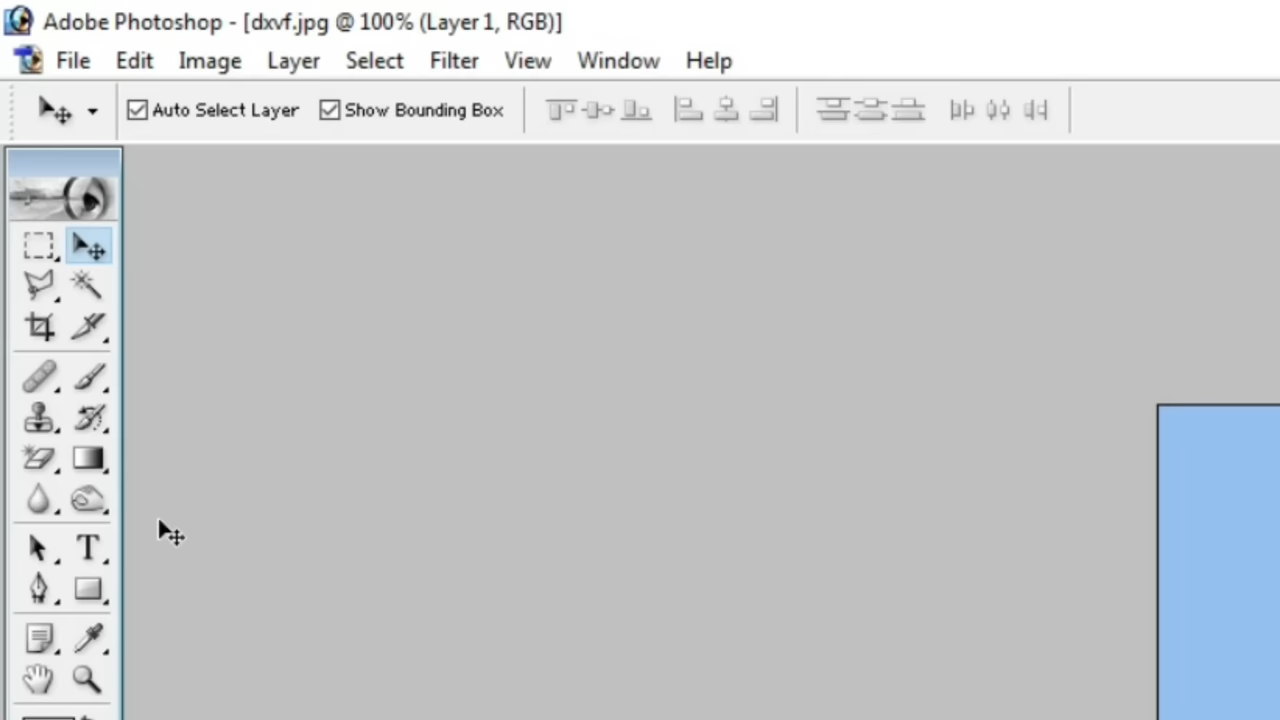 Adobe Photoshop - [dxvf.jpg @ 100% (Layer 1, RGB)]
File Edit Image Layer Select Filter View Window Help
Auto Select Layer Show Bounding Box
T